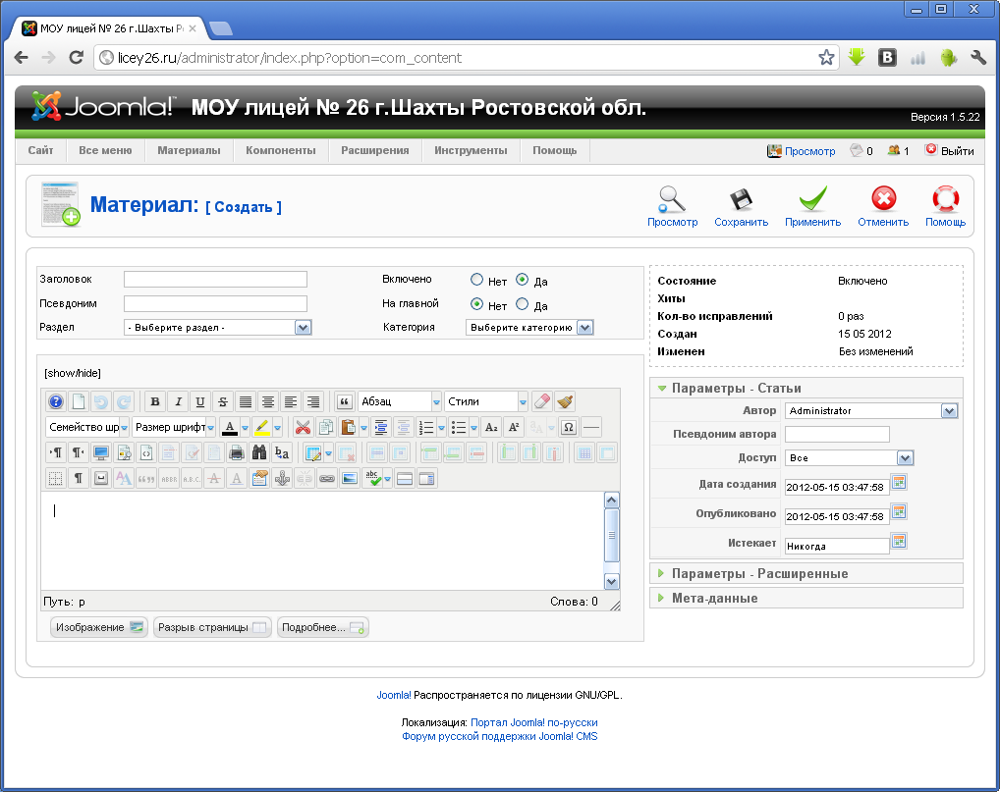 МОУ лицей № 26 г.Шахты Р
licey26.ru/administrator/index.php?option=com_content
Joomla! МОУ лицей № 26 г.Шахты Ростовской обл.
Версия 1.5.22
Сайт Все меню Материалы Компоненты Расширения Инструменты Помощь Просмотр 0 1 Выйти
Материал: [ Создать ]
Просмотр Сохранить Применить Отменить Помощь
Заголовок Включено Нет Да
Псевдоним На главной Нет Да
Раздел - Выберите раздел - Категория Выберите категорию
Состояние Включено
Хиты
Кол-во исправлений 0 раз
Создан 15 05 2012
Изменен Без изменений
[show/hide]
B I U S Абзац Стили
Семейство шр Размер шрифт
Путь: p Слова: 0
Изображение Разрыв страницы Подробнее...
Параметры - Статьи
Автор Administrator
Псевдоним автора
Доступ Все
Дата создания 2012-05-15 03:47:58
Опубликовано 2012-05-15 03:47:58
Истекает Никогда
Параметры - Расширенные
Мета-данные
Joomla! Распространяется по лицензии GNU/GPL.
Локализация: Портал Joomla! по-русски
Форум русской поддержки Joomla! CMS